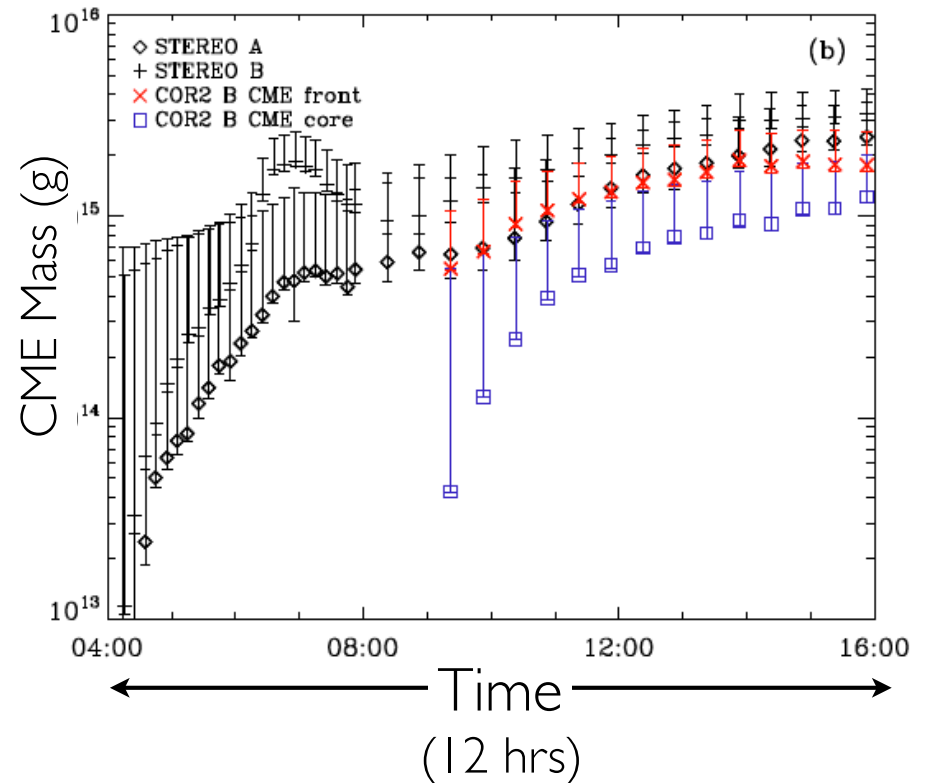 10^16
◇ STEREO A
+ STEREO B
× COR2 B CME front
□ COR2 B CME core
(b)
CME Mass (g)
10^15
10^14
10^13
04:00 08:00 12:00 16:00
Time
(12 hrs)